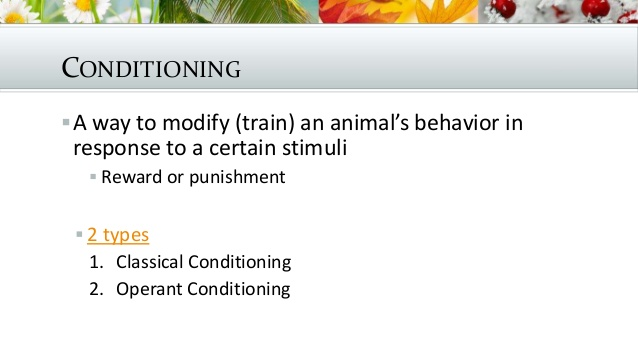 CONDITIONING
▪A way to modify (train) an animal’s behavior in
response to a certain stimuli
▪ Reward or punishment
▪ 2 types
1. Classical Conditioning
2. Operant Conditioning